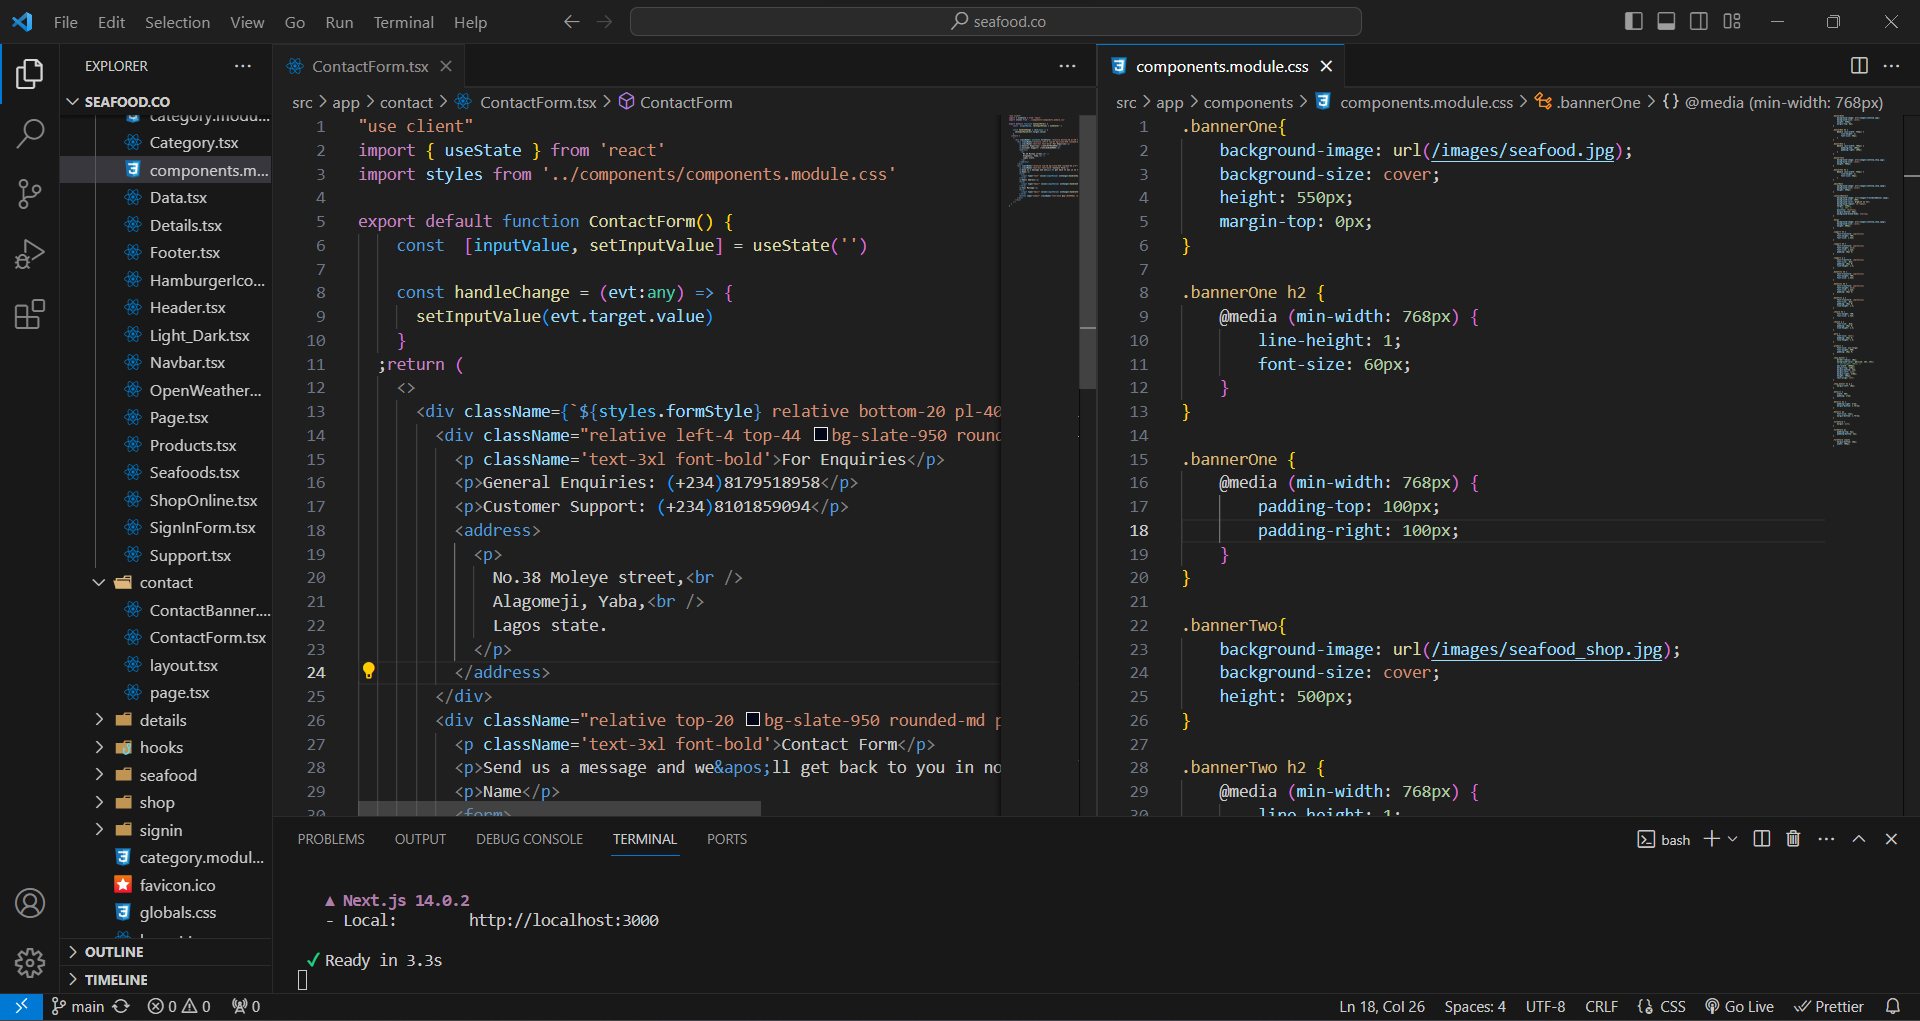 File Edit Selection View Go Run Terminal Help
seafood.co
EXPLORER
SEAFOOD.CO
category.modu...
Category.tsx
components.m...
Data.tsx
Details.tsx
Footer.tsx
HamburgerIco...
Header.tsx
Light_Dark.tsx
Navbar.tsx
OpenWeather...
Page.tsx
Products.tsx
Seafoods.tsx
ShopOnline.tsx
SignInForm.tsx
Support.tsx
contact
ContactBanner....
ContactForm.tsx
layout.tsx
page.tsx
details
hooks
seafood
shop
signin
category.modul...
favicon.ico
globals.css
OUTLINE
TIMELINE
ContactForm.tsx
src > app > contact > ContactForm.tsx > ContactForm
1 "use client"
2 import { useState } from 'react'
3 import styles from '../components/components.module.css'
4
5 export default function ContactForm() {
6 const [inputValue, setInputValue] = useState('')
7
8 const handleChange = (evt:any) => {
9 setInputValue(evt.target.value)
10 }
11 ;return (
12 <>
13 <div className={`${styles.formStyle} relative bottom-20 pl-40
14 <div className="relative left-4 top-44 bg-slate-950 round
15 <p className='text-3xl font-bold'>For Enquiries</p>
16 <p>General Enquiries: (+234)8179518958</p>
17 <p>Customer Support: (+234)8101859094</p>
18 <address>
19 <p>
20 No.38 Moleye street,<br />
21 Alagomeji, Yaba,<br />
22 Lagos state.
23 </p>
24 </address>
25 </div>
26 <div className="relative top-20 bg-slate-950 rounded-md p
27 <p className='text-3xl font-bold'>Contact Form</p>
28 <p>Send us a message and we&apos;ll get back to you in no
29 <p>Name</p>
30 <form>
components.module.css
src > app > components > components.module.css > .bannerOne > {} @media (min-width: 768px)
1 .bannerOne{
2 background-image: url(/images/seafood.jpg);
3 background-size: cover;
4 height: 550px;
5 margin-top: 0px;
6 }
7
8 .bannerOne h2 {
9 @media (min-width: 768px) {
10 line-height: 1;
11 font-size: 60px;
12 }
13 }
14
15 .bannerOne {
16 @media (min-width: 768px) {
17 padding-top: 100px;
18 padding-right: 100px;
19 }
20 }
21
22 .bannerTwo{
23 background-image: url(/images/seafood_shop.jpg);
24 background-size: cover;
25 height: 500px;
26 }
27
28 .bannerTwo h2 {
29 @media (min-width: 768px) {
30 line-height: 1;
PROBLEMS OUTPUT DEBUG CONSOLE TERMINAL PORTS
bash
▲ Next.js 14.0.2
- Local: http://localhost:3000
✓ Ready in 3.3s
main 0 0 0
Ln 18, Col 26 Spaces: 4 UTF-8 CRLF {} CSS Go Live Prettier